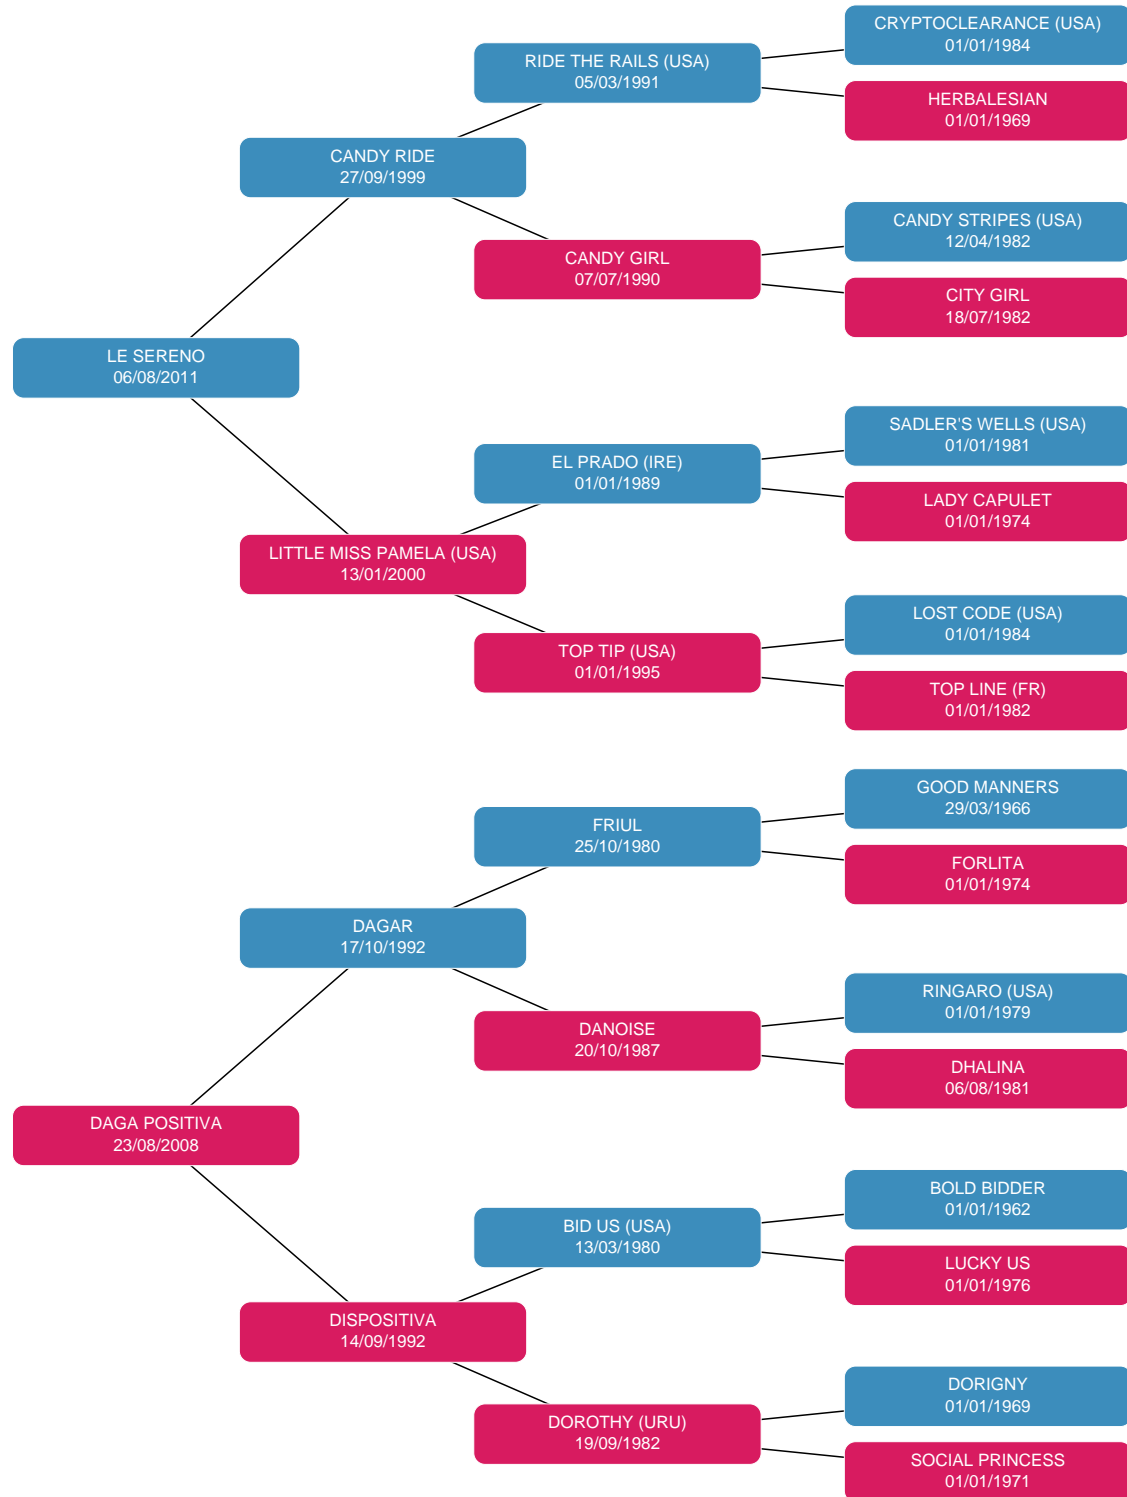 CRYPTOCLEARANCE (USA)
01/01/1984
RIDE THE RAILS (USA)
05/03/1991
HERBALESIAN
01/01/1969
CANDY RIDE
27/09/1999
CANDY STRIPES (USA)
12/04/1982
CANDY GIRL
07/07/1990
CITY GIRL
18/07/1982
LE SERENO
06/08/2011
SADLER'S WELLS (USA)
01/01/1981
EL PRADO (IRE)
01/01/1989
LADY CAPULET
01/01/1974
LITTLE MISS PAMELA (USA)
13/01/2000
LOST CODE (USA)
01/01/1984
TOP TIP (USA)
01/01/1995
TOP LINE (FR)
01/01/1982
GOOD MANNERS
29/03/1966
FRIUL
25/10/1980
FORLITA
01/01/1974
DAGAR
17/10/1992
RINGARO (USA)
01/01/1979
DANOISE
20/10/1987
DHALINA
06/08/1981
DAGA POSITIVA
23/08/2008
BOLD BIDDER
01/01/1962
BID US (USA)
13/03/1980
LUCKY US
01/01/1976
DISPOSITIVA
14/09/1992
DORIGNY
01/01/1969
DOROTHY (URU)
19/09/1982
SOCIAL PRINCESS
01/01/1971